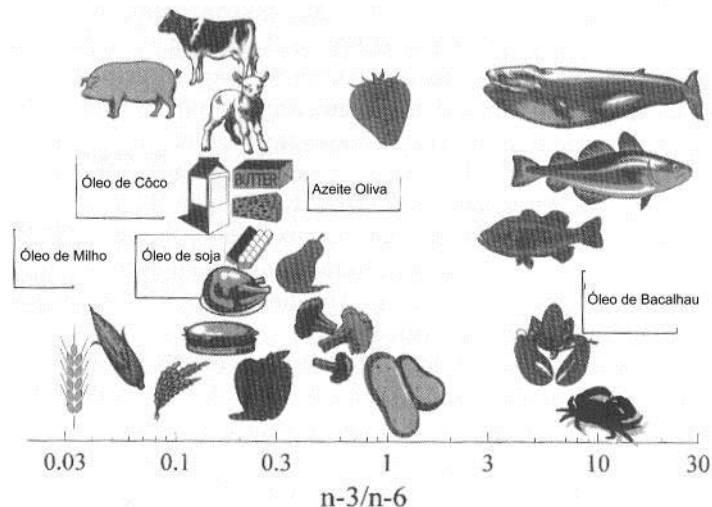 Óleo de Côco
BUTTER
Azeite Oliva
Óleo de Milho
Óleo de soja
Óleo de Bacalhau
0.03 0.1 0.3 1 3 10 30
n-3/n-6